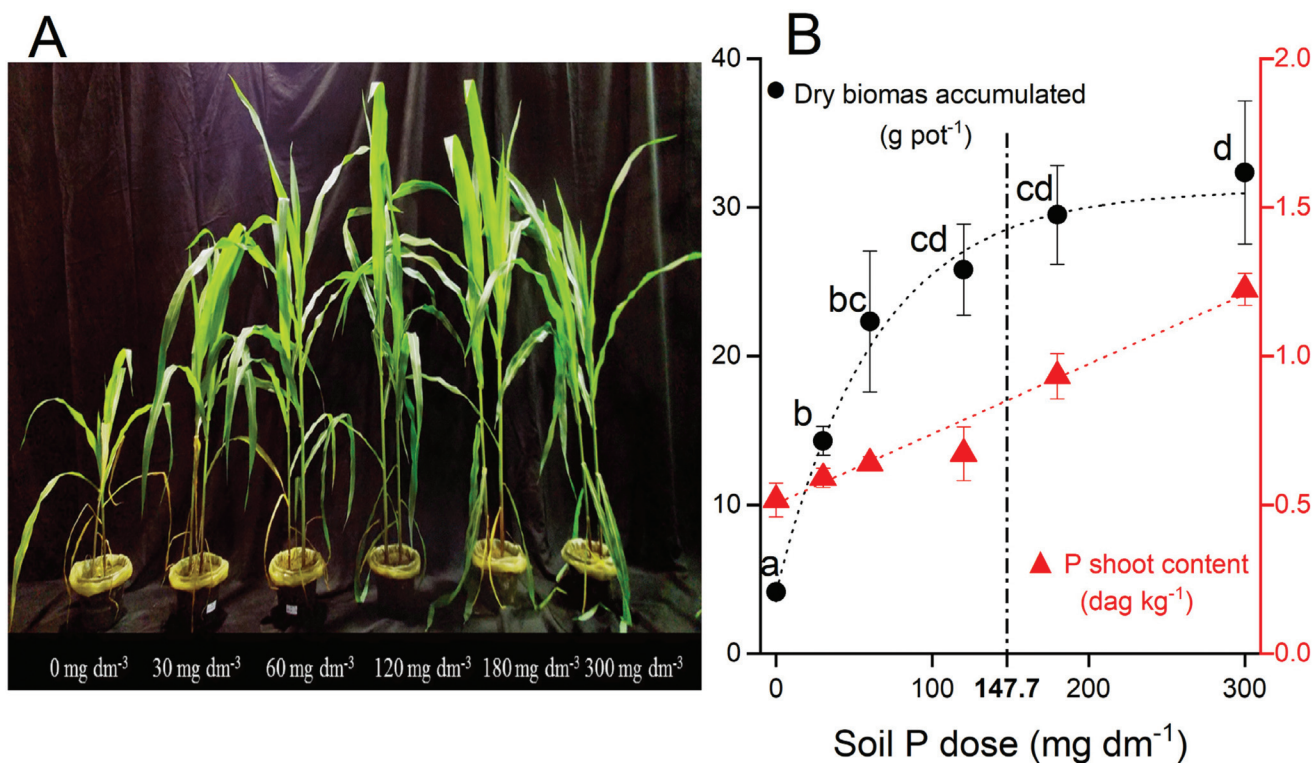 A
0 mg dm⁻³ 30 mg dm⁻³ 60 mg dm⁻³ 120 mg dm⁻³ 180 mg dm⁻³ 300 mg dm⁻³
B
40
30
20
10
0
Dry biomas accumulated
(g pot⁻¹)
a
b
bc
cd
cd
d
P shoot content
(dag kg⁻¹)
2.0
1.5
1.0
0.5
0.0
0 100 147.7 200 300
Soil P dose (mg dm⁻¹)